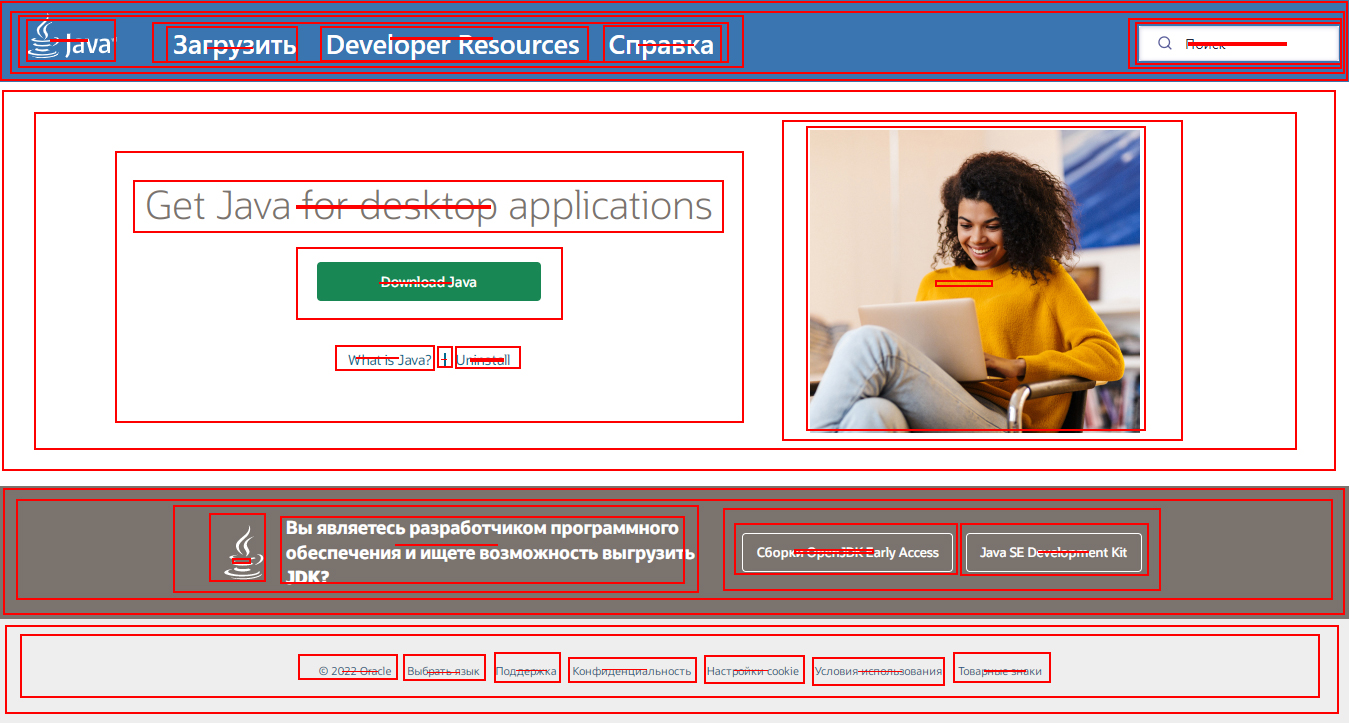 Java
Загрузить
Developer Resources
Справка
Поиск
Get Java for desktop applications
Download Java
What is Java?
Uninstall
Вы являетесь разработчиком программного
обеспечения и ищете возможность выгрузить
JDK?
Сборки OpenJDK Early Access
Java SE Development Kit
© 2022 Oracle
Выбрать язык
Поддержка
Конфиденциальность
Настройки cookie
Условия использования
Товарные знаки